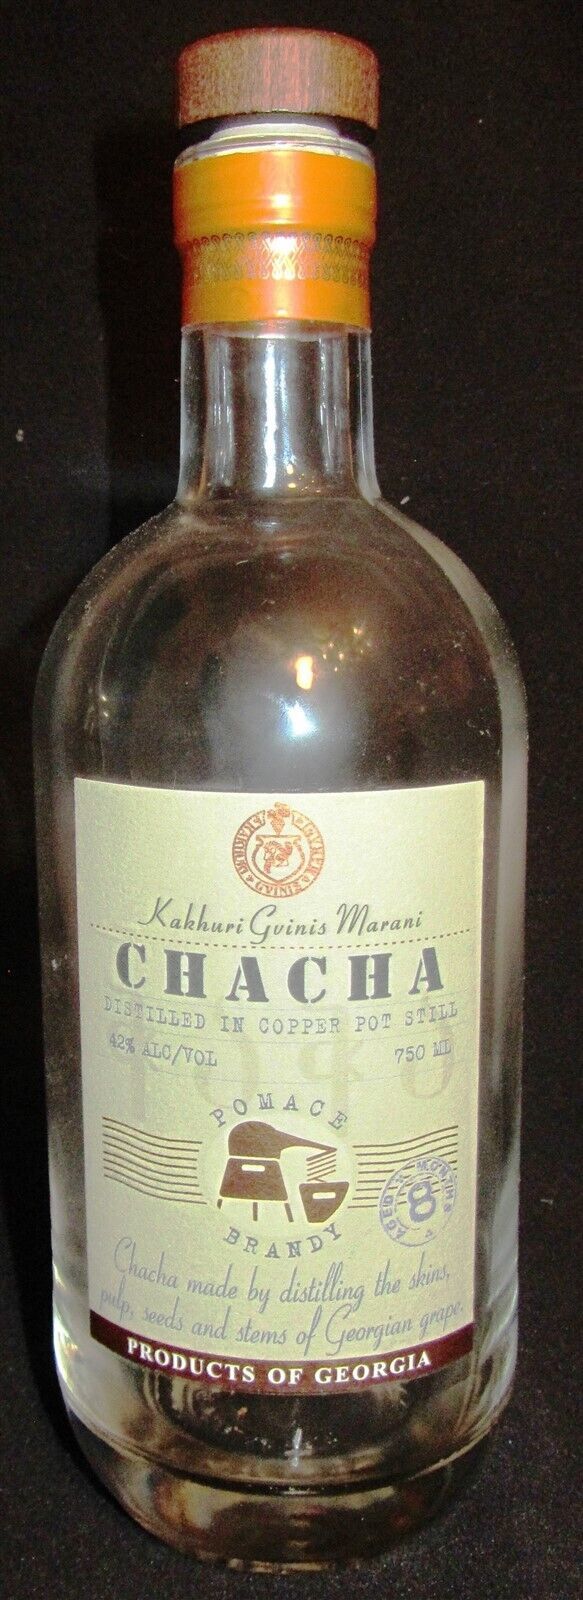 GVINIS
Kakhuri Gvinis Marani
CHACHA
DISTILLED IN COPPER POT STILL
42% ALC/VOL 750 ML
POMACE
BRANDY
AGED 8 MONTHS
Chacha made by distilling the skins,
pulp, seeds and stems of Georgian grape.
PRODUCTS OF GEORGIA